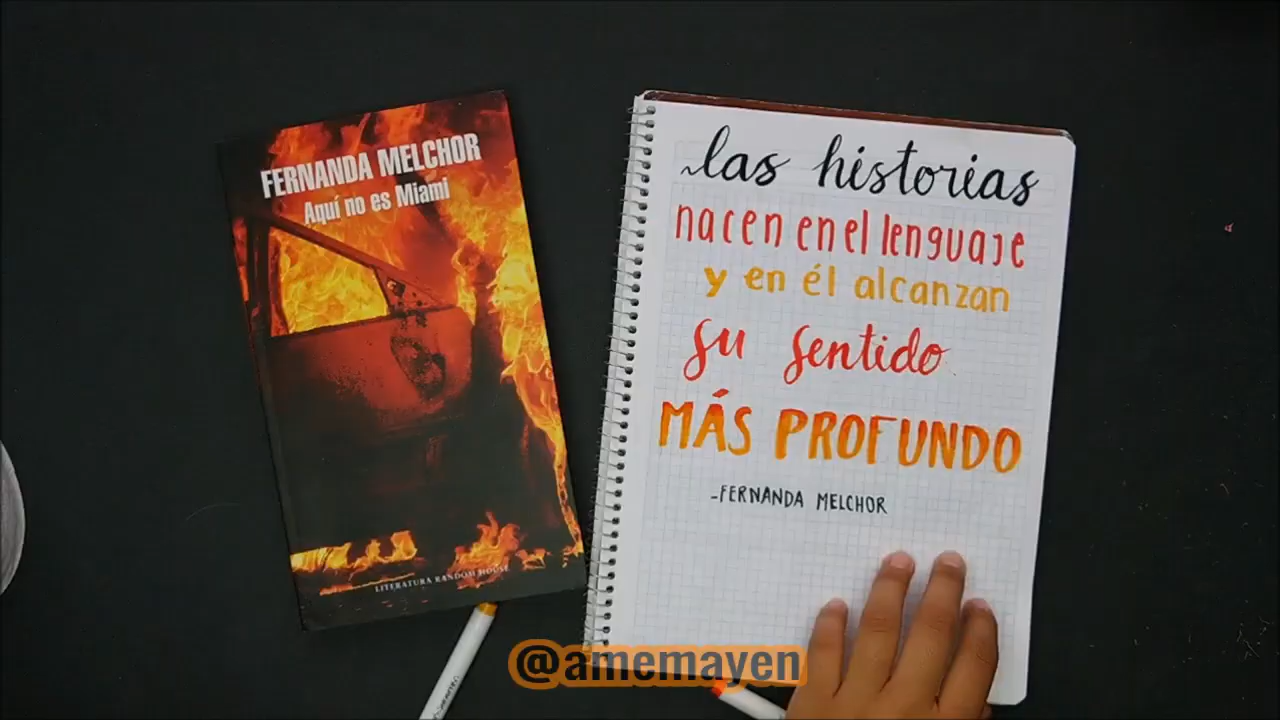 FERNANDA MELCHOR
Aquí no es Miami
LITERATURA RANDOM HOUSE
las historias
nacen en el lenguaje
y en él alcanzan
su sentido
MÁS PROFUNDO
-FERNANDA MELCHOR
@amemayen